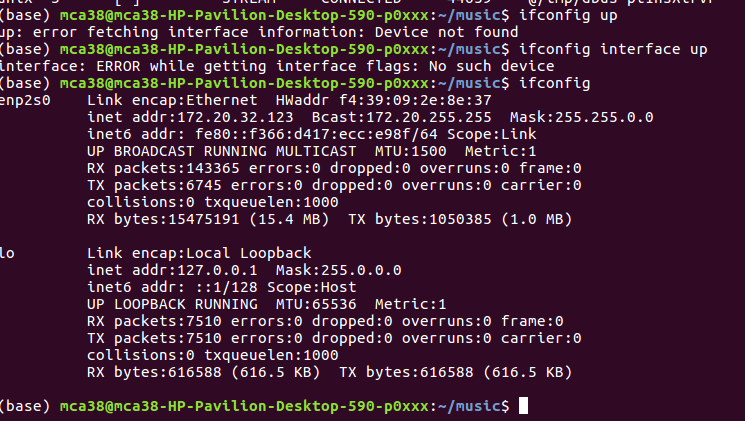 (base) mca38@mca38-HP-Pavilion-Desktop-590-p0xxx:~/music$ ifconfig up
up: error fetching interface information: Device not found
(base) mca38@mca38-HP-Pavilion-Desktop-590-p0xxx:~/music$ ifconfig interface up
interface: ERROR while getting interface flags: No such device
(base) mca38@mca38-HP-Pavilion-Desktop-590-p0xxx:~/music$ ifconfig
enp2s0    Link encap:Ethernet  HWaddr f4:39:09:2e:8e:37
          inet addr:172.20.32.123  Bcast:172.20.255.255  Mask:255.255.0.0
          inet6 addr: fe80::f366:d417:ecc:e98f/64 Scope:Link
          UP BROADCAST RUNNING MULTICAST  MTU:1500  Metric:1
          RX packets:143365 errors:0 dropped:0 overruns:0 frame:0
          TX packets:6745 errors:0 dropped:0 overruns:0 carrier:0
          collisions:0 txqueuelen:1000
          RX bytes:15475191 (15.4 MB)  TX bytes:1050385 (1.0 MB)

lo        Link encap:Local Loopback
          inet addr:127.0.0.1  Mask:255.0.0.0
          inet6 addr: ::1/128 Scope:Host
          UP LOOPBACK RUNNING  MTU:65536  Metric:1
          RX packets:7510 errors:0 dropped:0 overruns:0 frame:0
          TX packets:7510 errors:0 dropped:0 overruns:0 carrier:0
          collisions:0 txqueuelen:1000
          RX bytes:616588 (616.5 KB)  TX bytes:616588 (616.5 KB)

(base) mca38@mca38-HP-Pavilion-Desktop-590-p0xxx:~/music$